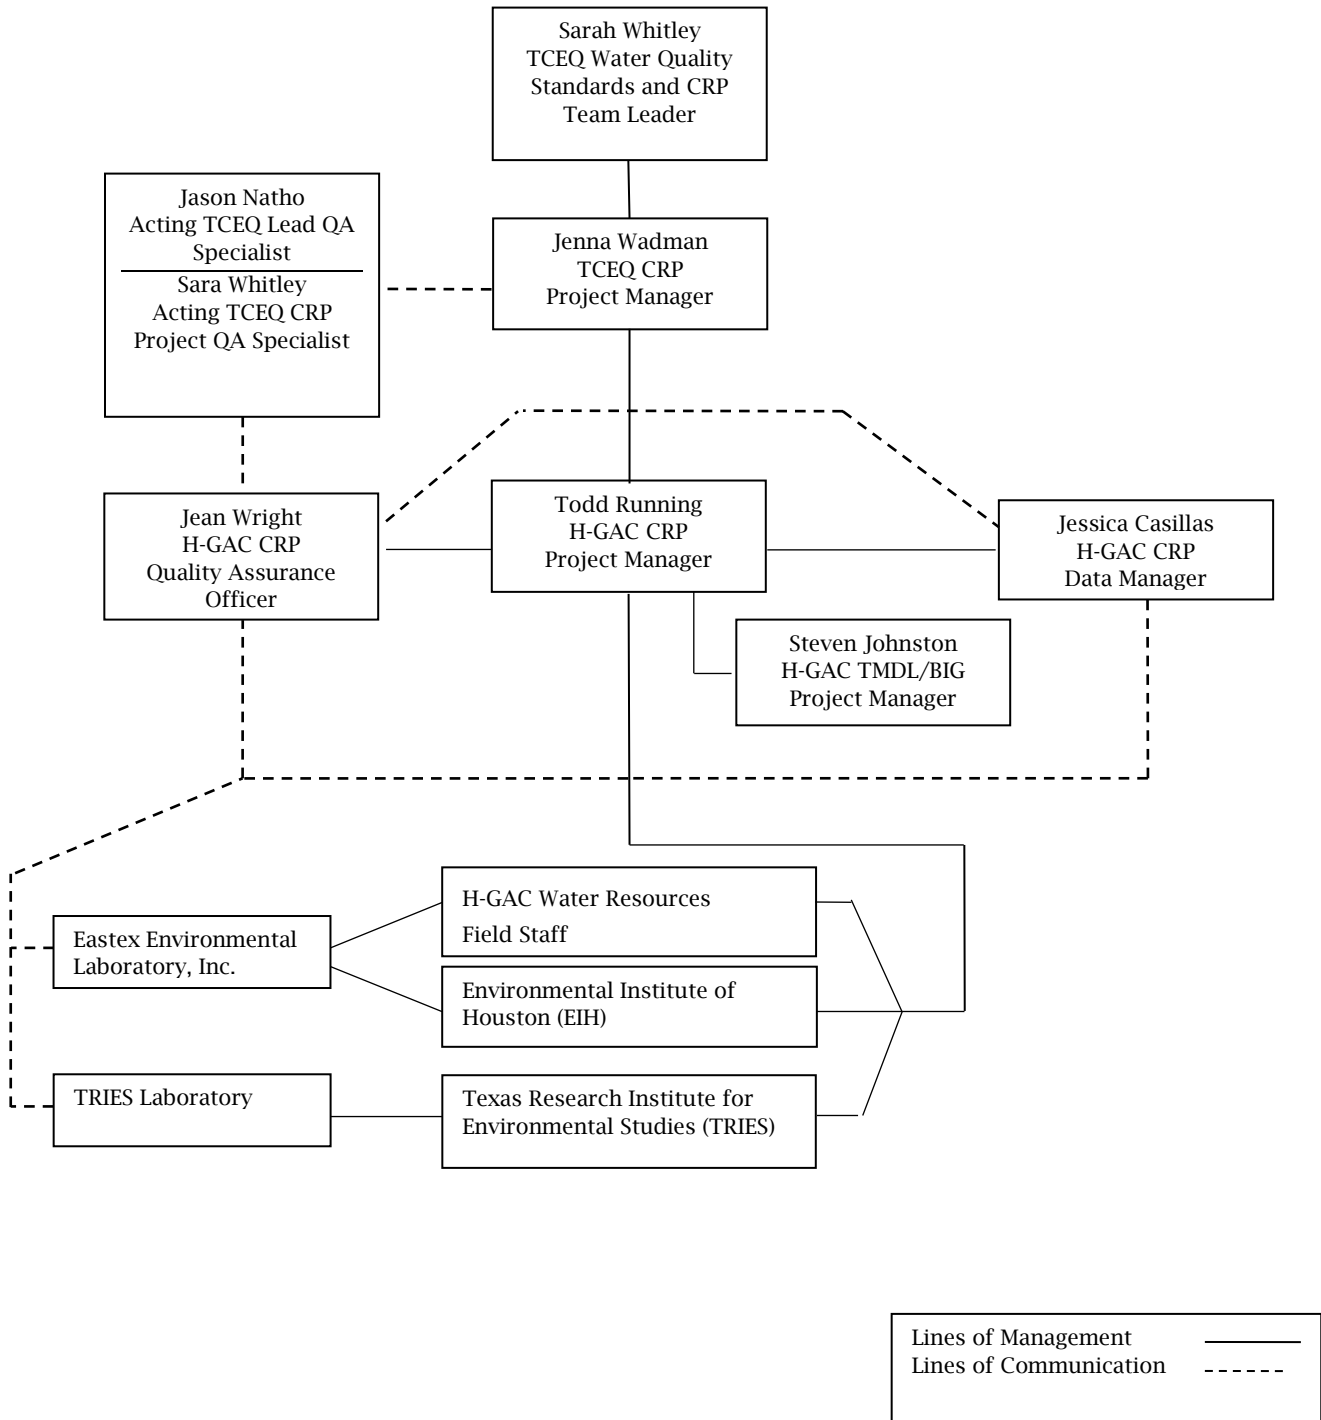 Sarah Whitley
TCEQ Water Quality
Standards and CRP
Team Leader
Jason Natho
Acting TCEQ Lead QA
Specialist
Sara Whitley
Acting TCEQ CRP
Project QA Specialist
Jenna Wadman
TCEQ CRP
Project Manager
Jean Wright
H-GAC CRP
Quality Assurance
Officer
Todd Running
H-GAC CRP
Project Manager
Jessica Casillas
H-GAC CRP
Data Manager
Steven Johnston
H-GAC TMDL/BIG
Project Manager
Eastex Environmental
Laboratory, Inc.
H-GAC Water Resources
Field Staff
Environmental Institute of
Houston (EIH)
TRIES Laboratory
Texas Research Institute for
Environmental Studies (TRIES)
Lines of Management
Lines of Communication